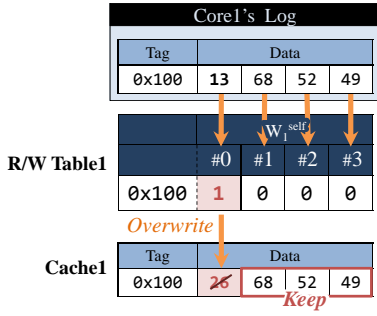 Core1's Log
Tag Data
0x100 13 68 52 49
W1self
R/W Table1 #0 #1 #2 #3
0x100 1 0 0 0
Overwrite
Tag Data
Cache1
0x100 26 68 52 49
Keep